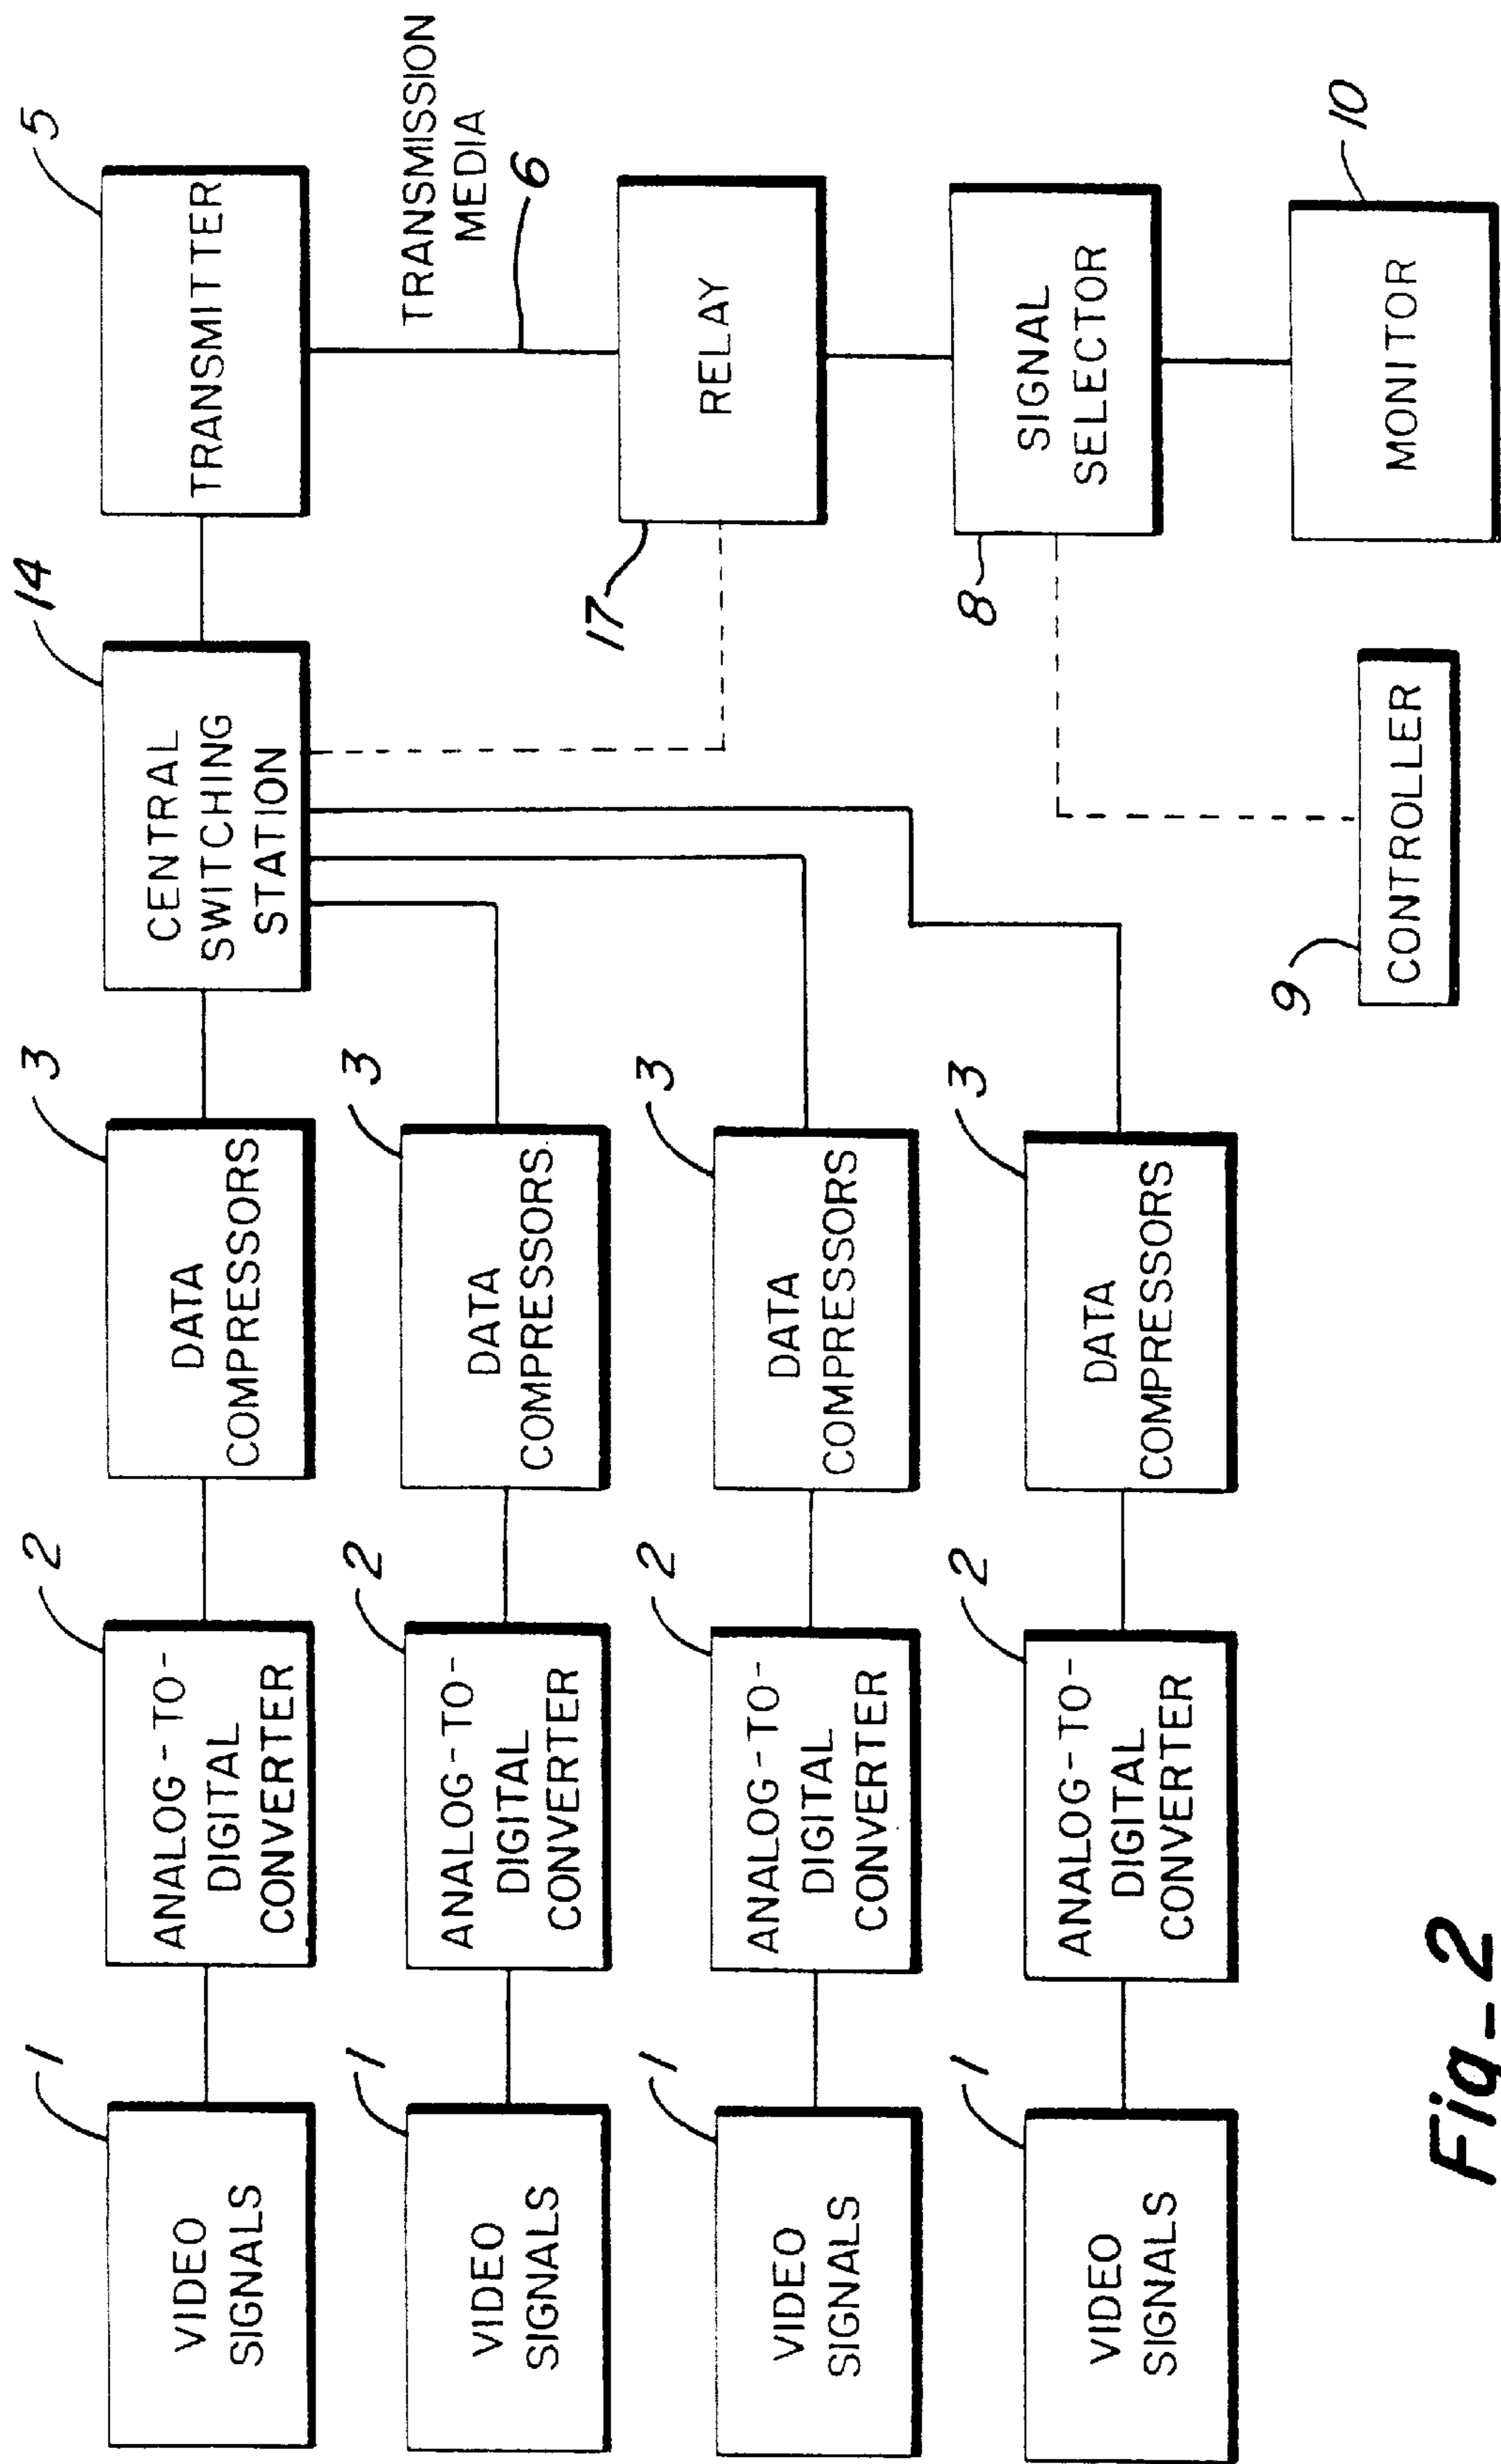 1
VIDEO
SIGNALS
2
ANALOG-TO-
DIGITAL
CONVERTER
3
DATA
COMPRESSORS
14
CENTRAL
SWITCHING
STATION
5
TRANSMITTER
1
VIDEO
SIGNALS
2
ANALOG-TO-
DIGITAL
CONVERTER
3
DATA
COMPRESSORS
TRANSMISSION
MEDIA
6
1
VIDEO
SIGNALS
2
ANALOG-TO-
DIGITAL
CONVERTER
3
DATA
COMPRESSORS
17
RELAY
1
VIDEO
SIGNALS
2
ANALOG-TO-
DIGITAL
CONVERTER
3
DATA
COMPRESSORS
8
SIGNAL
SELECTOR
9
CONTROLLER
10
MONITOR
Fig-2